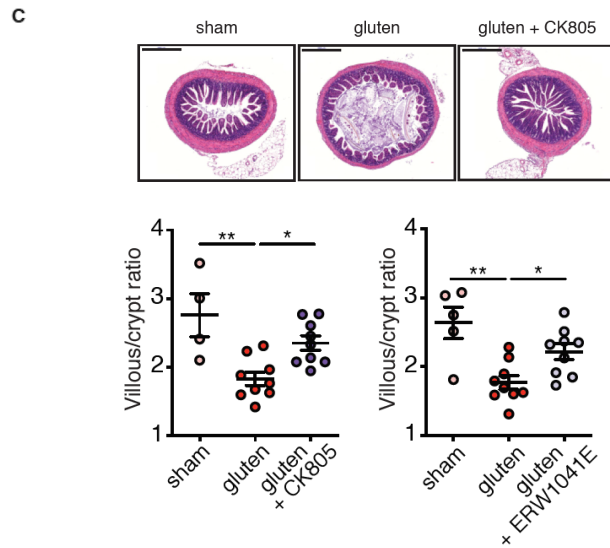 C
sham
gluten
gluten + CK805
Villous/crypt ratio
4
3
2
1
**
*
sham
gluten
gluten
+ CK805
Villous/crypt ratio
4
3
2
1
**
*
sham
gluten
gluten
+ ERW1041E